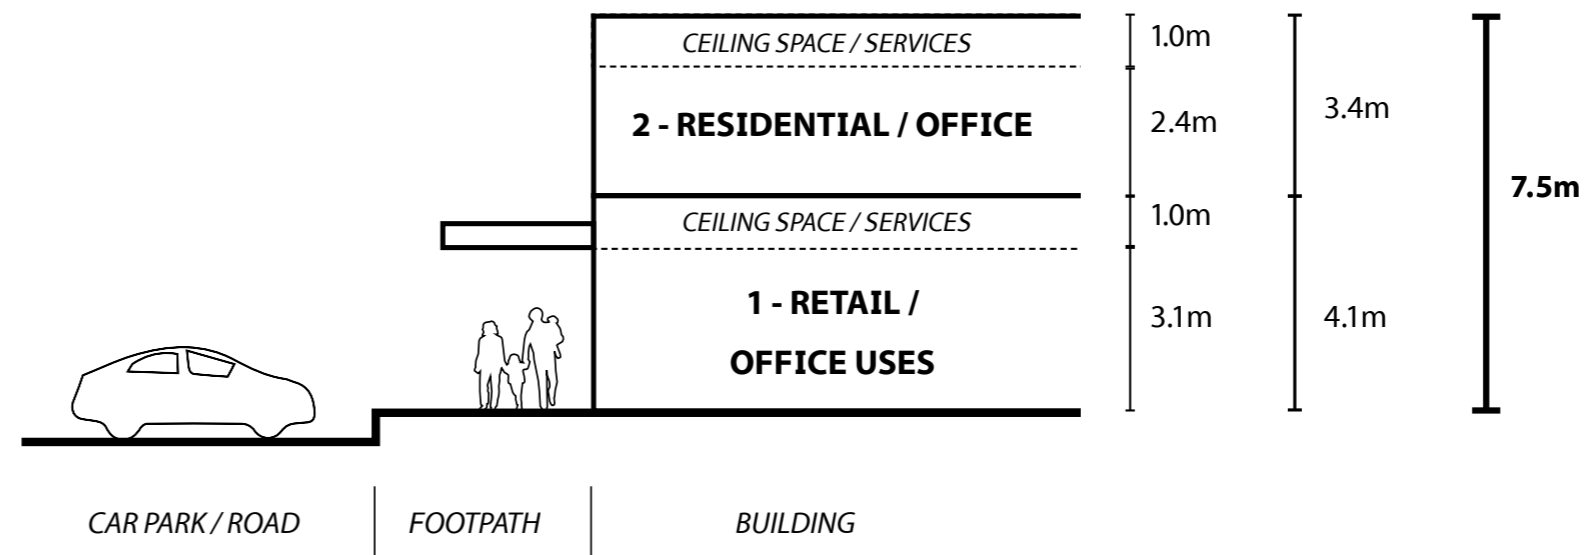 CEILING SPACE / SERVICES
1.0m
2 - RESIDENTIAL / OFFICE
2.4m
3.4m
7.5m
CEILING SPACE / SERVICES
1.0m
1 - RETAIL /
OFFICE USES
3.1m
4.1m
CAR PARK / ROAD
FOOTPATH
BUILDING